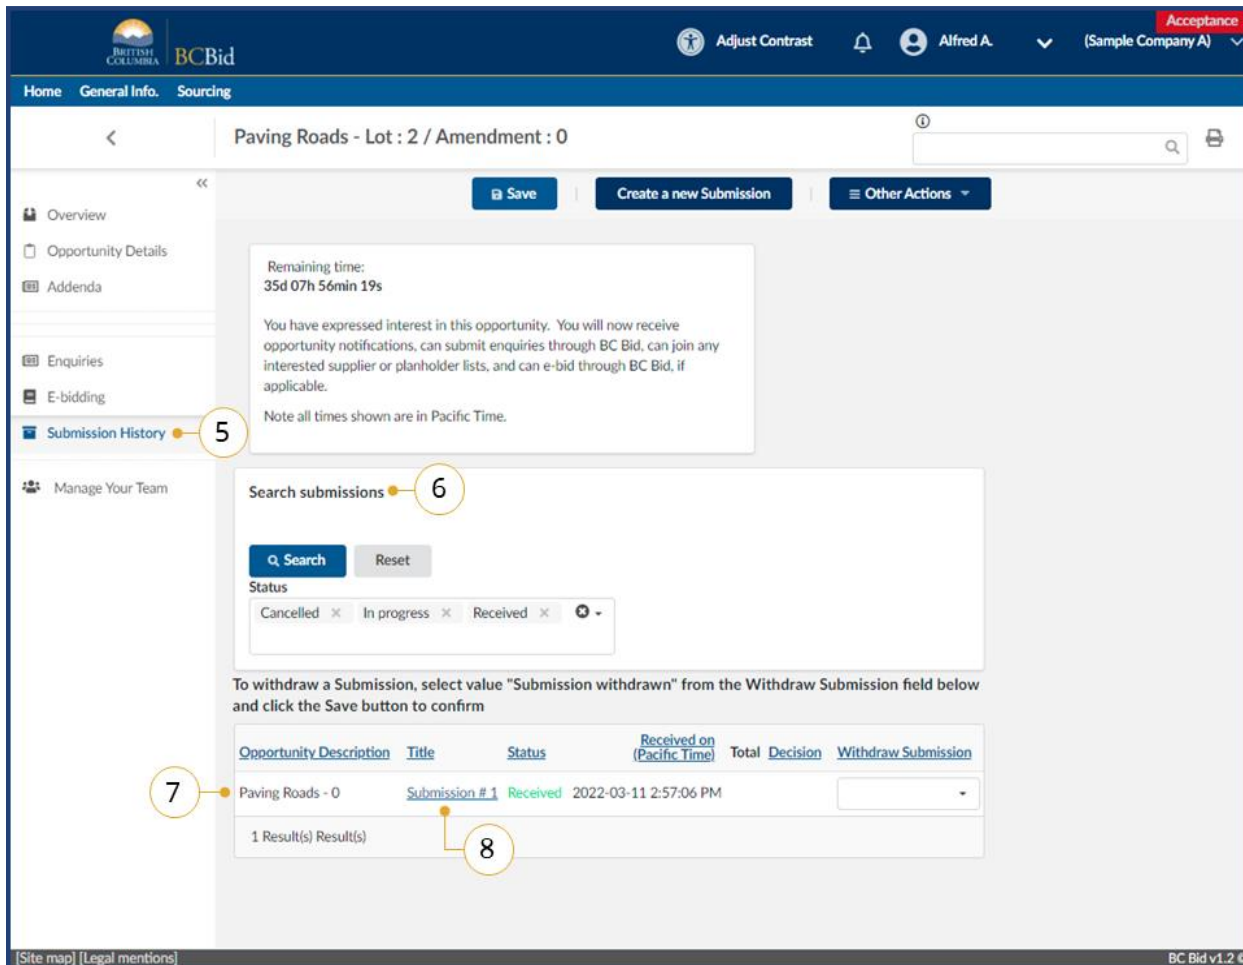 Acceptance
BRITISH COLUMBIA
BCBid
Adjust Contrast
Alfred A.
(Sample Company A)
Home General Info. Sourcing
Paving Roads - Lot : 2 / Amendment : 0
Save
Create a new Submission
Other Actions
Overview
Opportunity Details
Addenda
Enquiries
E-bidding
Submission History
5
Manage Your Team
Remaining time:
35d 07h 56min 19s
You have expressed interest in this opportunity. You will now receive
opportunity notifications, can submit enquiries through BC Bid, can join any
interested supplier or planholder lists, and can e-bid through BC Bid, if
applicable.
Note all times shown are in Pacific Time.
Search submissions
6
Search
Reset
Status
Cancelled × In progress × Received ×
To withdraw a Submission, select value "Submission withdrawn" from the Withdraw Submission field below
and click the Save button to confirm
Opportunity Description Title Status Received on (Pacific Time) Total Decision Withdraw Submission
7
Paving Roads - 0 Submission # 1 Received 2022-03-11 2:57:06 PM
1 Result(s) Result(s)
8
[Site map] [Legal mentions]
BC Bid v1.2 ©